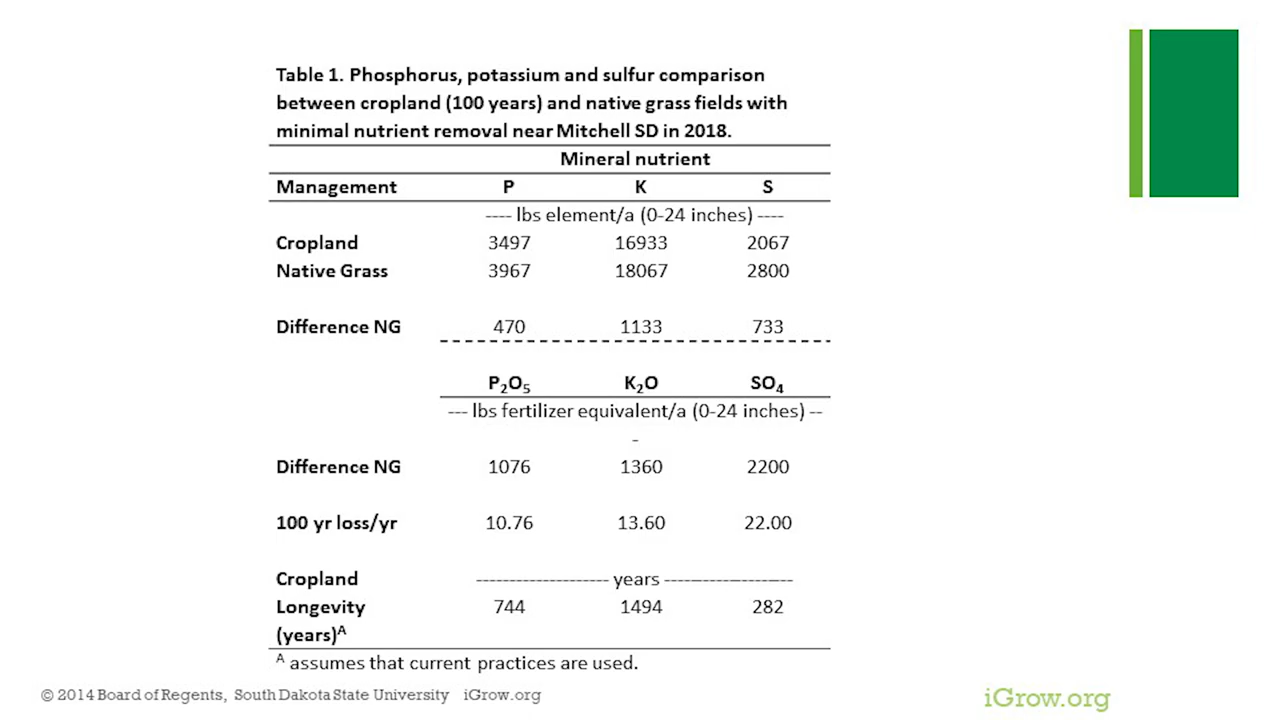 Table 1. Phosphorus, potassium and sulfur comparison
between cropland (100 years) and native grass fields with
minimal nutrient removal near Mitchell SD in 2018.
Mineral nutrient
Management P K S
---- lbs element/a (0-24 inches) ----
Cropland 3497 16933 2067
Native Grass 3967 18067 2800
Difference NG 470 1133 733
P₂O₅ K₂O SO₄
--- lbs fertilizer equivalent/a (0-24 inches) --
-
Difference NG 1076 1360 2200
100 yr loss/yr 10.76 13.60 22.00
Cropland -------------------- years --------------------
Longevity 744 1494 282
(years)ᴬ
ᴬ assumes that current practices are used.
© 2014 Board of Regents, South Dakota State University iGrow.org
iGrow.org